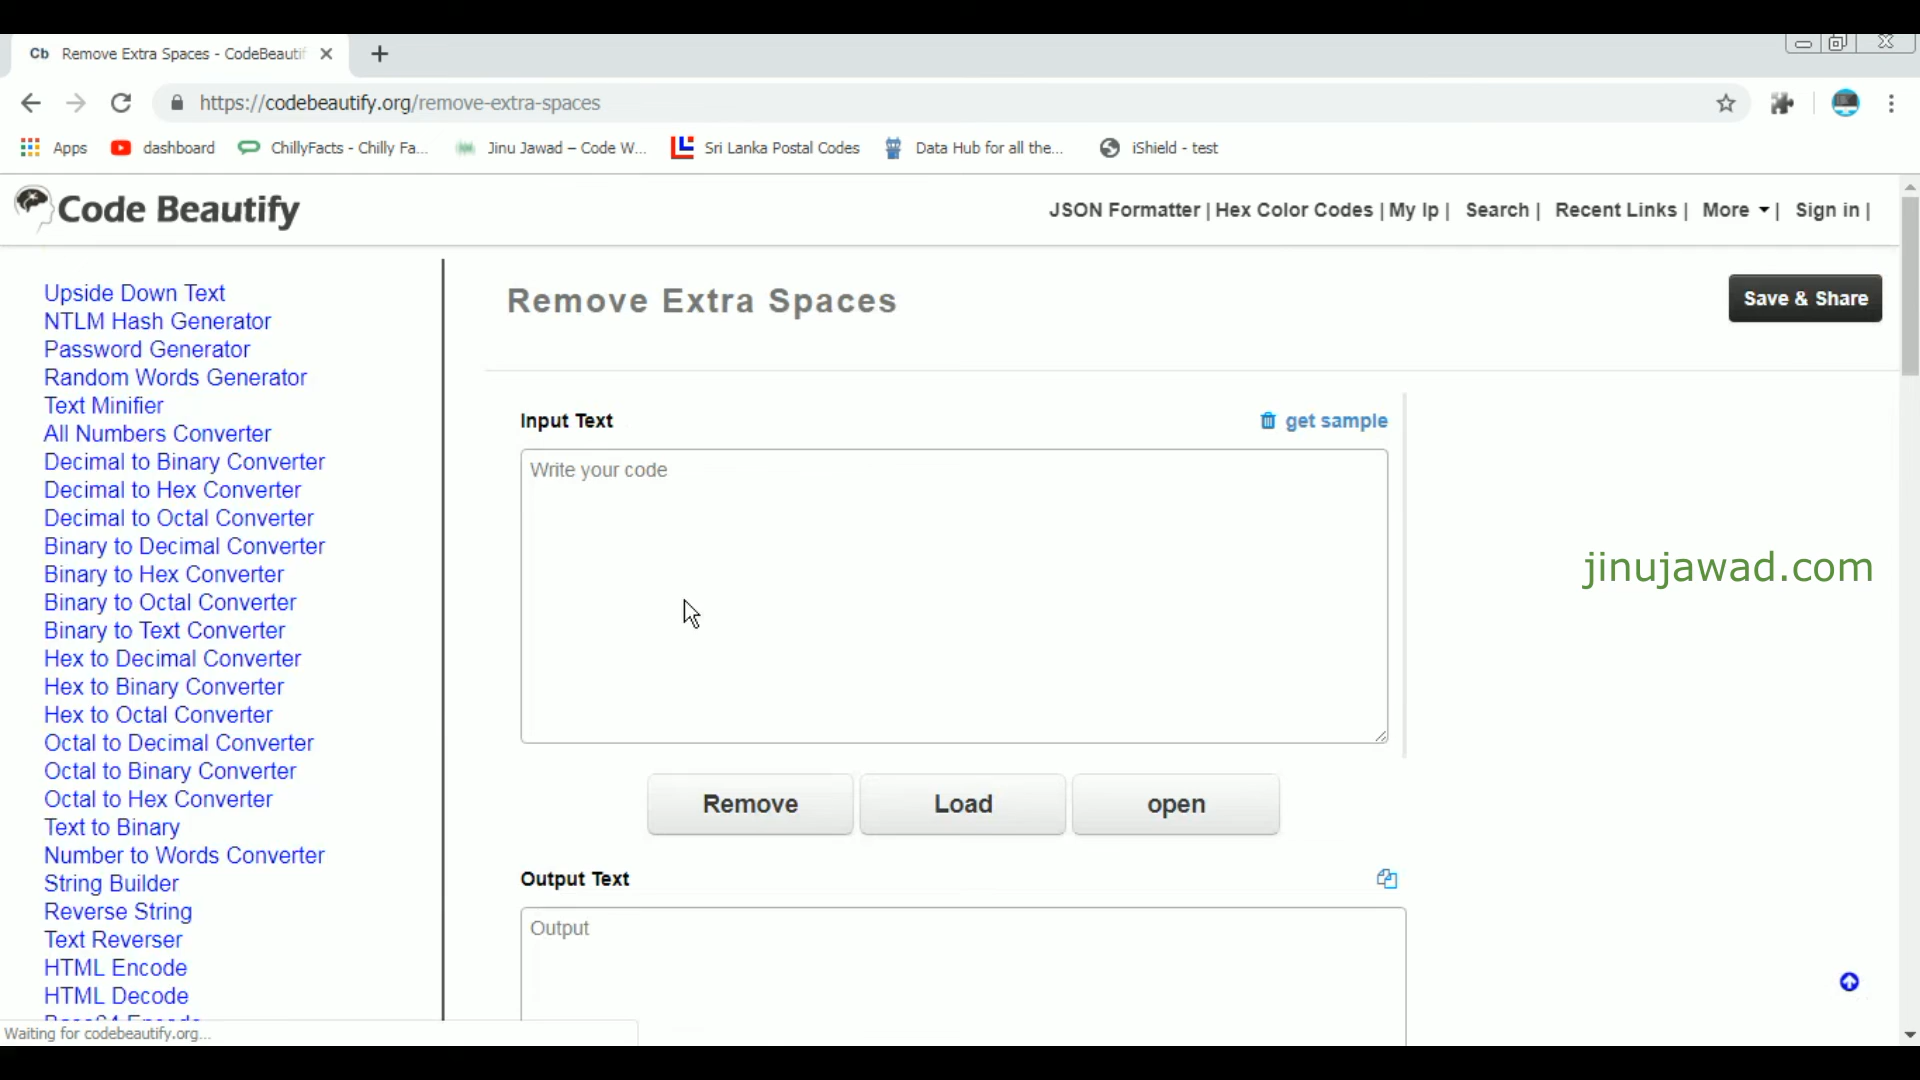 Cb Remove Extra Spaces - CodeBeautif
https://codebeautify.org/remove-extra-spaces
Apps dashboard ChillyFacts - Chilly Fa... Jinu Jawad – Code W... Sri Lanka Postal Codes Data Hub for all the... iShield - test
Code Beautify
JSON Formatter | Hex Color Codes | My Ip | Search | Recent Links | More | Sign in |
Upside Down Text
NTLM Hash Generator
Password Generator
Random Words Generator
Text Minifier
All Numbers Converter
Decimal to Binary Converter
Decimal to Hex Converter
Decimal to Octal Converter
Binary to Decimal Converter
Binary to Hex Converter
Binary to Octal Converter
Binary to Text Converter
Hex to Decimal Converter
Hex to Binary Converter
Hex to Octal Converter
Octal to Decimal Converter
Octal to Binary Converter
Octal to Hex Converter
Text to Binary
Number to Words Converter
String Builder
Reverse String
Text Reverser
HTML Encode
HTML Decode
Remove Extra Spaces
Save & Share
Input Text
get sample
Write your code
jinujawad.com
Remove Load open
Output Text
Output
Waiting for codebeautify.org...